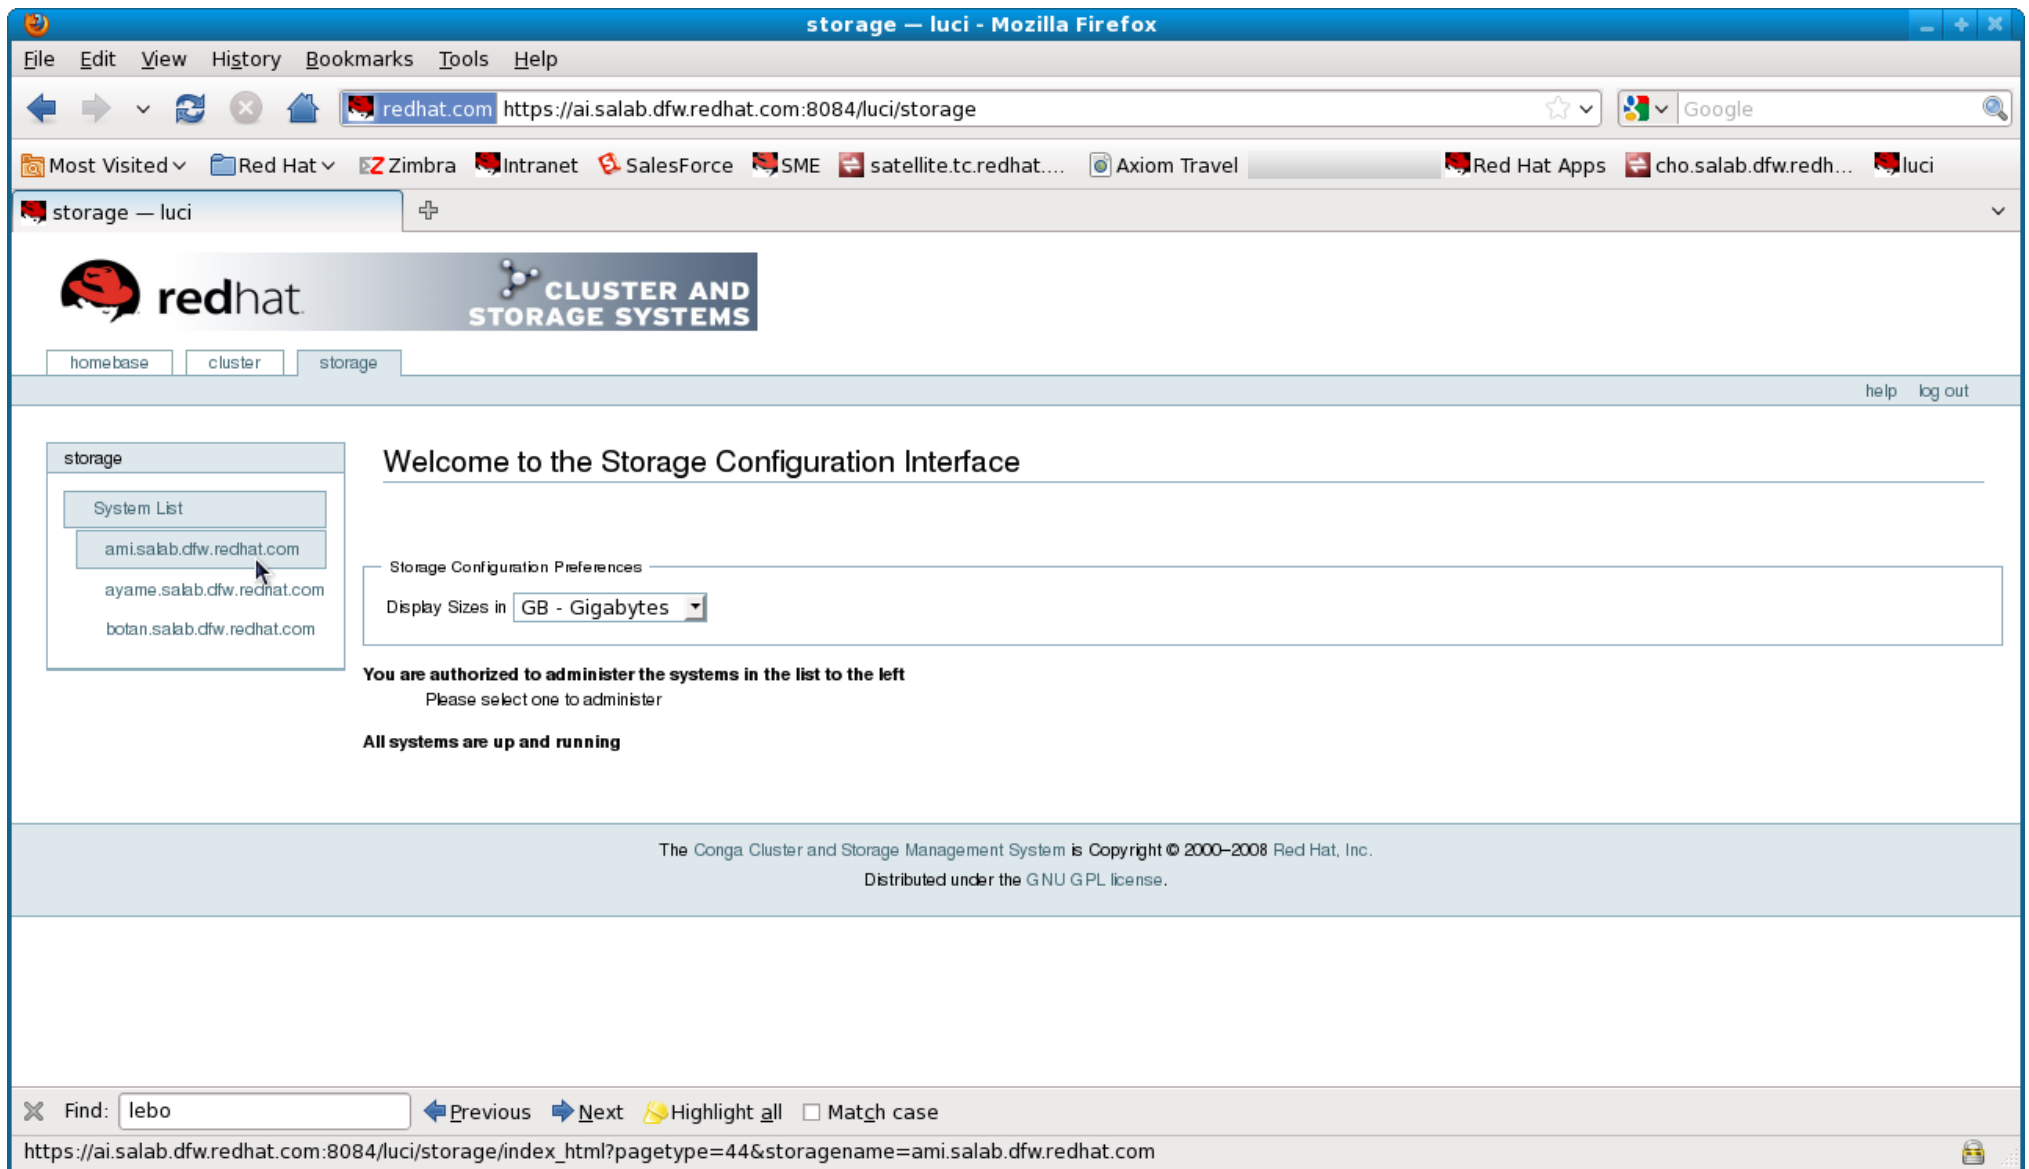 storage — luci - Mozilla Firefox
File Edit View History Bookmarks Tools Help
redhat.com https://ai.salab.dfw.redhat.com:8084/luci/storage Google
Most Visited Red Hat Zimbra Intranet SalesForce SME satellite.tc.redhat.... Axiom Travel Red Hat Apps cho.salab.dfw.redh... luci
storage — luci
redhat. CLUSTER AND
STORAGE SYSTEMS
homebase cluster storage
help log out
storage
System List
ami.salab.dfw.redhat.com
ayame.salab.dfw.redhat.com
botan.salab.dfw.redhat.com
Welcome to the Storage Configuration Interface
Storage Configuration Preferences
Display Sizes in GB - Gigabytes
You are authorized to administer the systems in the list to the left
Please select one to administer
All systems are up and running
The Conga Cluster and Storage Management System is Copyright © 2000–2008 Red Hat, Inc.
Distributed under the GNU GPL license.
Find: lebo Previous Next Highlight all Match case
https://ai.salab.dfw.redhat.com:8084/luci/storage/index_html?pagetype=44&storagename=ami.salab.dfw.redhat.com